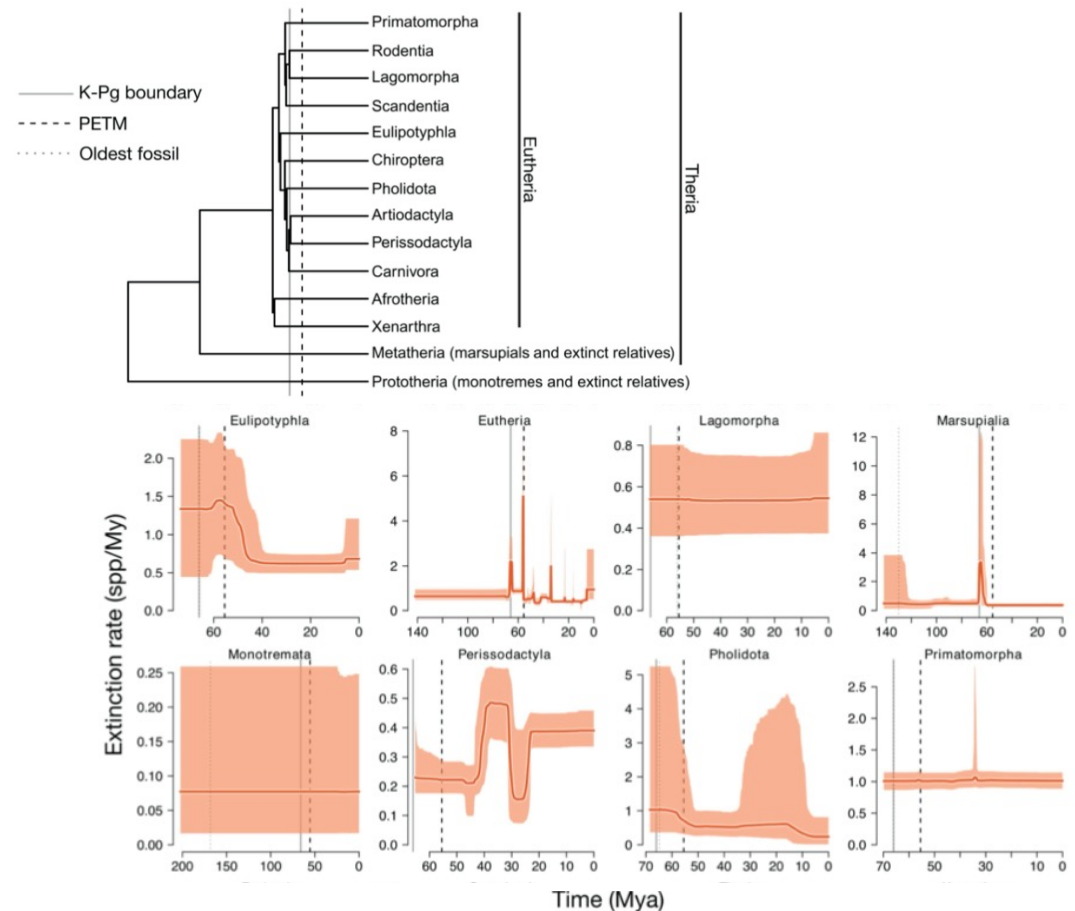 Primatomorpha
Rodentia
Lagomorpha
Scandentia
Eulipotyphla
Chiroptera
Pholidota
Artiodactyla
Perissodactyla
Carnivora
Afrotheria
Xenarthra
Metatheria (marsupials and extinct relatives)
Prototheria (monotremes and extinct relatives)
K-Pg boundary
PETM
Oldest fossil
Eutheria
Theria
Extinction rate (spp/My)
Eulipotyphla
2.0
1.5
1.0
0.5
0.0
60 40 20 0
Eutheria
8
6
4
2
0
140 100 60 20 0
Lagomorpha
0.8
0.6
0.4
0.2
0.0
60 50 40 30 20 10 0
Marsupialia
12
10
8
6
4
2
0
140 100 60 20 0
Monotremata
0.25
0.20
0.15
0.10
0.05
0.00
200 150 100 50 0
Perissodactyla
0.6
0.5
0.4
0.3
0.2
0.1
0.0
60 50 40 30 20 10 0
Pholidota
5
4
3
2
1
0
70 60 50 40 30 20 10 0
Primatomorpha
2.5
2.0
1.5
1.0
0.5
0.0
70 50 30 10 0
Time (Mya)